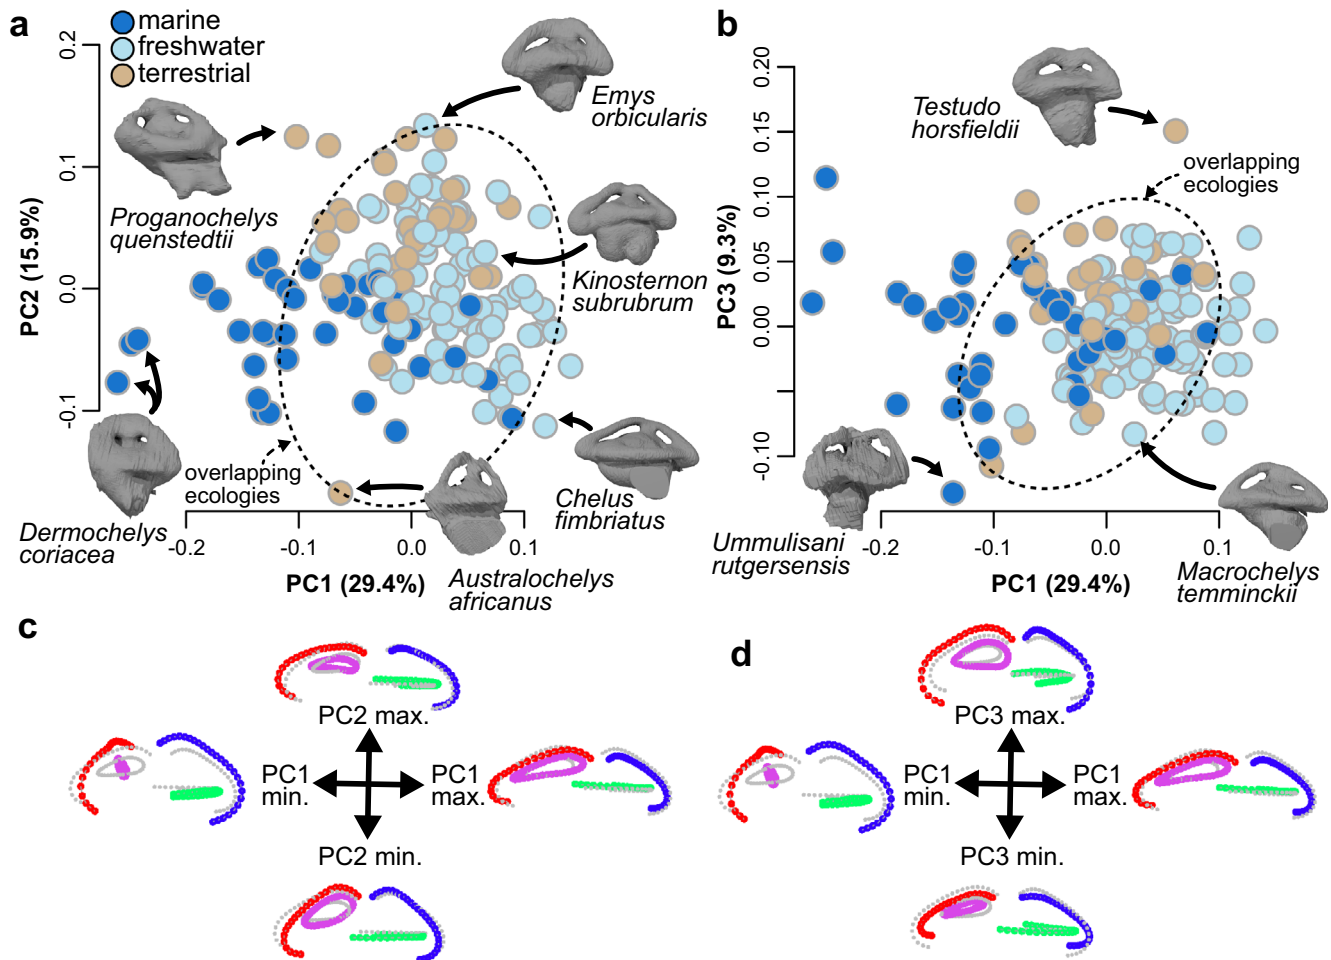 a
marine
freshwater
terrestrial
0.2
0.1
0.0
-0.1
PC2 (15.9%)
Emys
orbicularis
Proganochelys
quenstedtii
Kinosternon
subrubrum
overlapping
ecologies
Dermochelys
coriacea
Chelus
fimbriatus
Australochelys
africanus
-0.2
-0.1
0.0
0.1
PC1 (29.4%)
b
0.20
0.15
0.10
0.05
0.00
-0.10
PC3 (9.3%)
Testudo
horsfieldii
overlapping
ecologies
Ummulisani
rutgersensis
Macrochelys
temminckii
-0.2
-0.1
0.0
0.1
PC1 (29.4%)
c
PC2 max.
PC1
min.
PC1
max.
PC2 min.
d
PC3 max.
PC1
min.
PC1
max.
PC3 min.